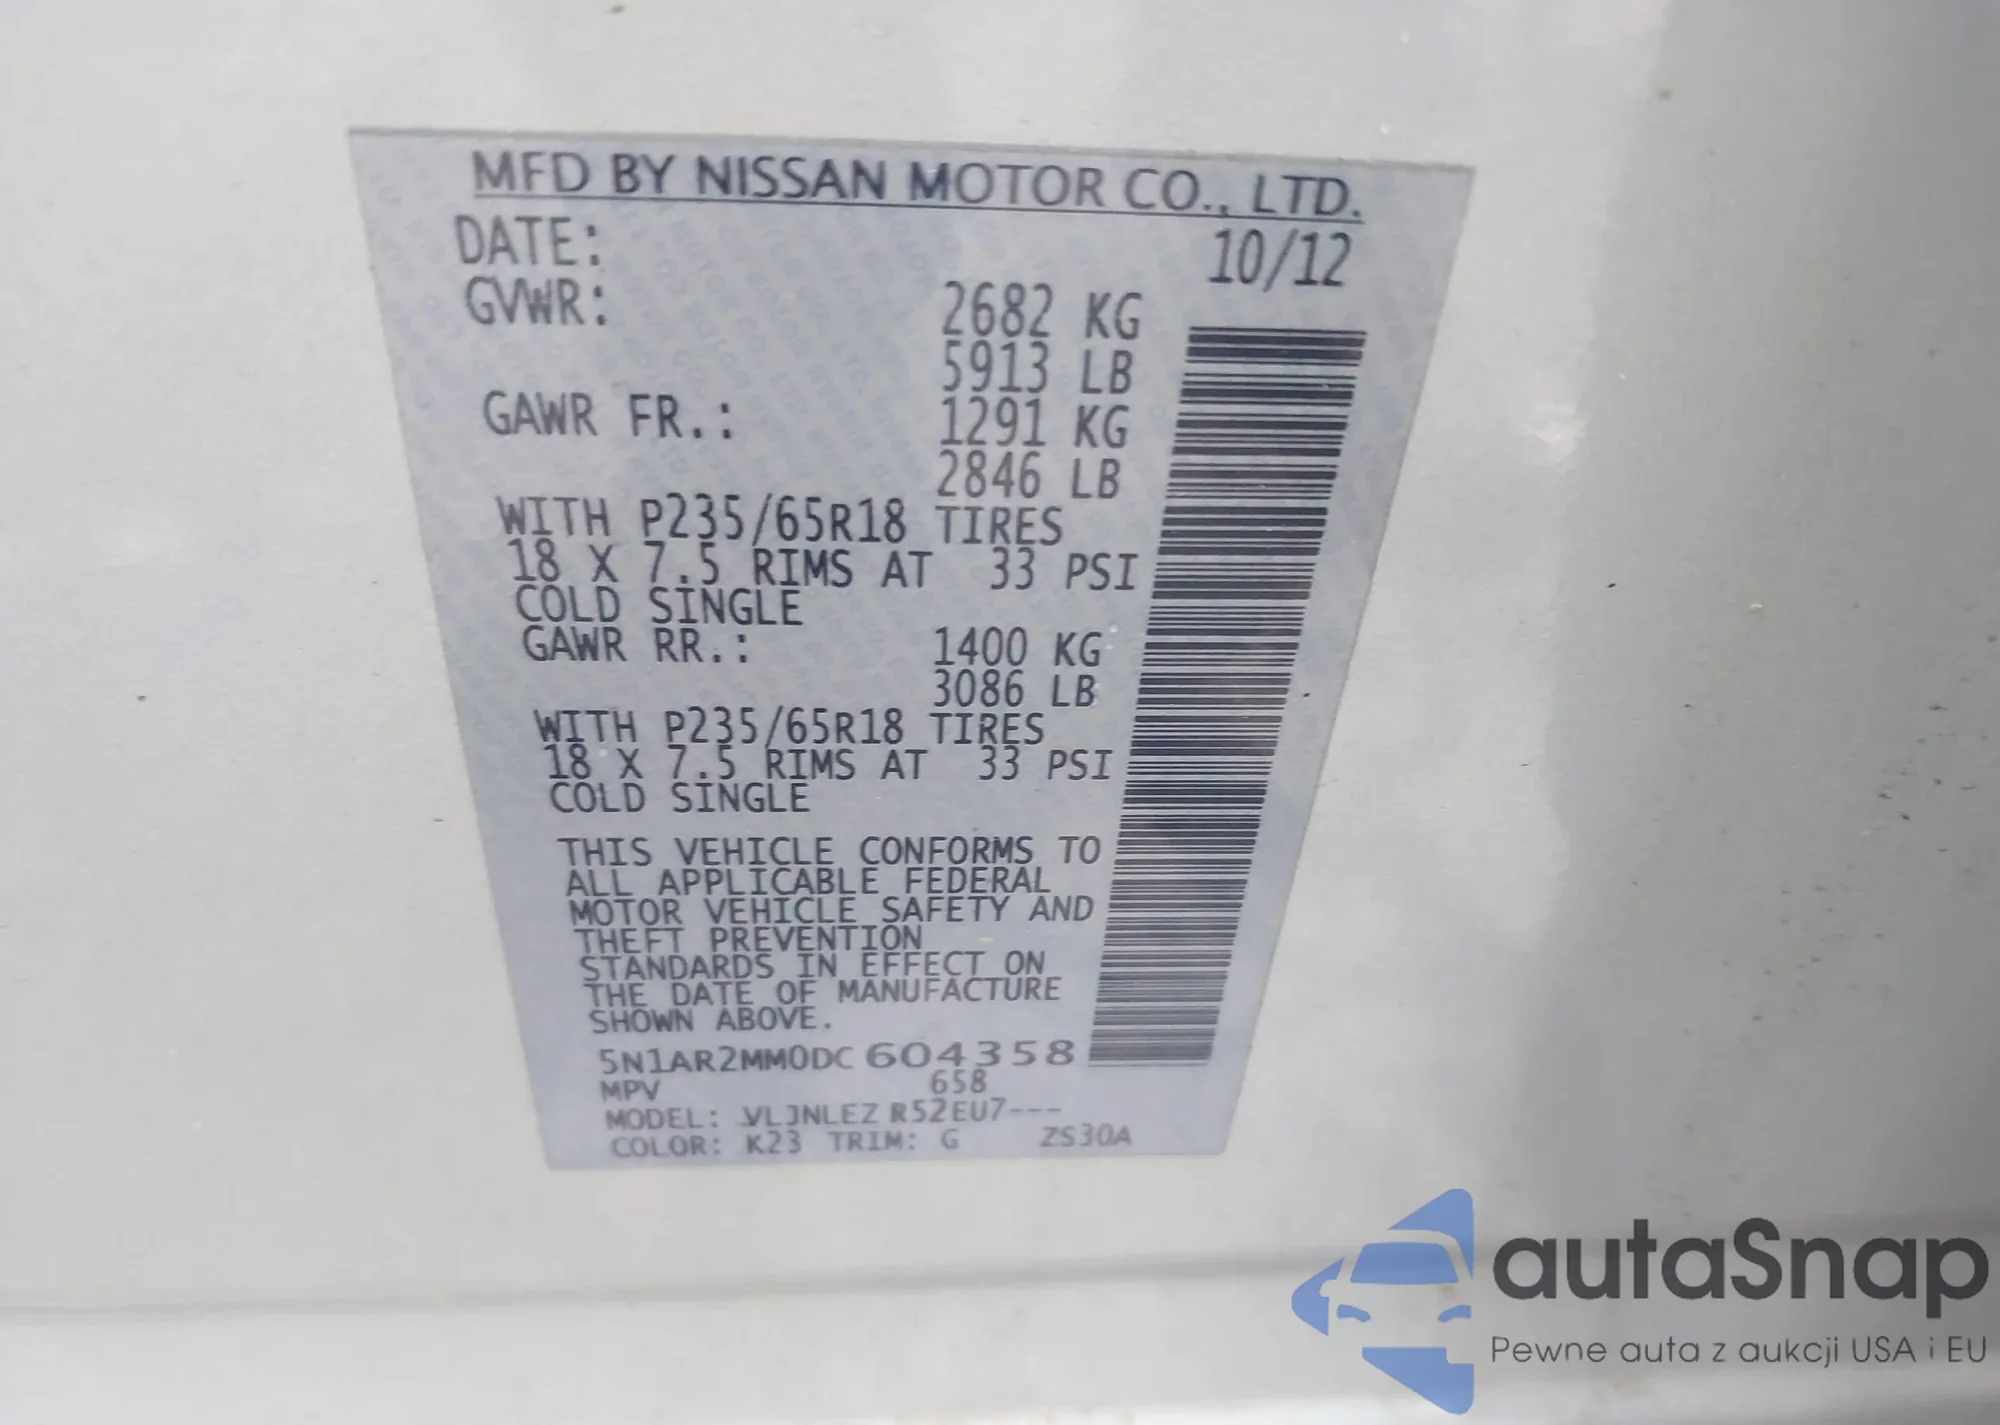 MFD BY NISSAN MOTOR CO., LTD.
DATE: 10/12
GVWR: 2682 KG
5913 LB
GAWR FR.: 1291 KG
2846 LB
WITH P235/65R18 TIRES
18 X 7.5 RIMS AT 33 PSI
COLD SINGLE
GAWR RR.: 1400 KG
3086 LB
WITH P235/65R18 TIRES
18 X 7.5 RIMS AT 33 PSI
COLD SINGLE
THIS VEHICLE CONFORMS TO
ALL APPLICABLE FEDERAL
MOTOR VEHICLE SAFETY AND
THEFT PREVENTION
STANDARDS IN EFFECT ON
THE DATE OF MANUFACTURE
SHOWN ABOVE.
5N1AR2MM0DC604358
MPV 658
MODEL: R52EU7---
COLOR: K23 TRIM: G ZS30A
autaSnap
Pewne auta z aukcji USA i EU